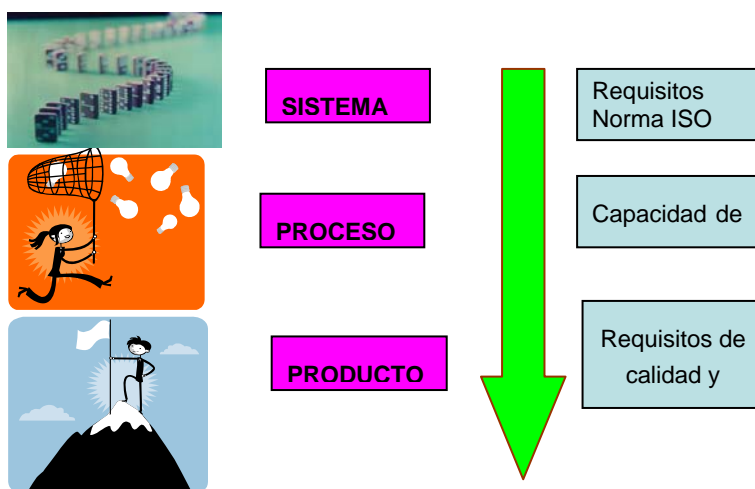 SISTEMA
Requisitos
Norma ISO
PROCESO
Capacidad de
PRODUCTO
Requisitos de
calidad y